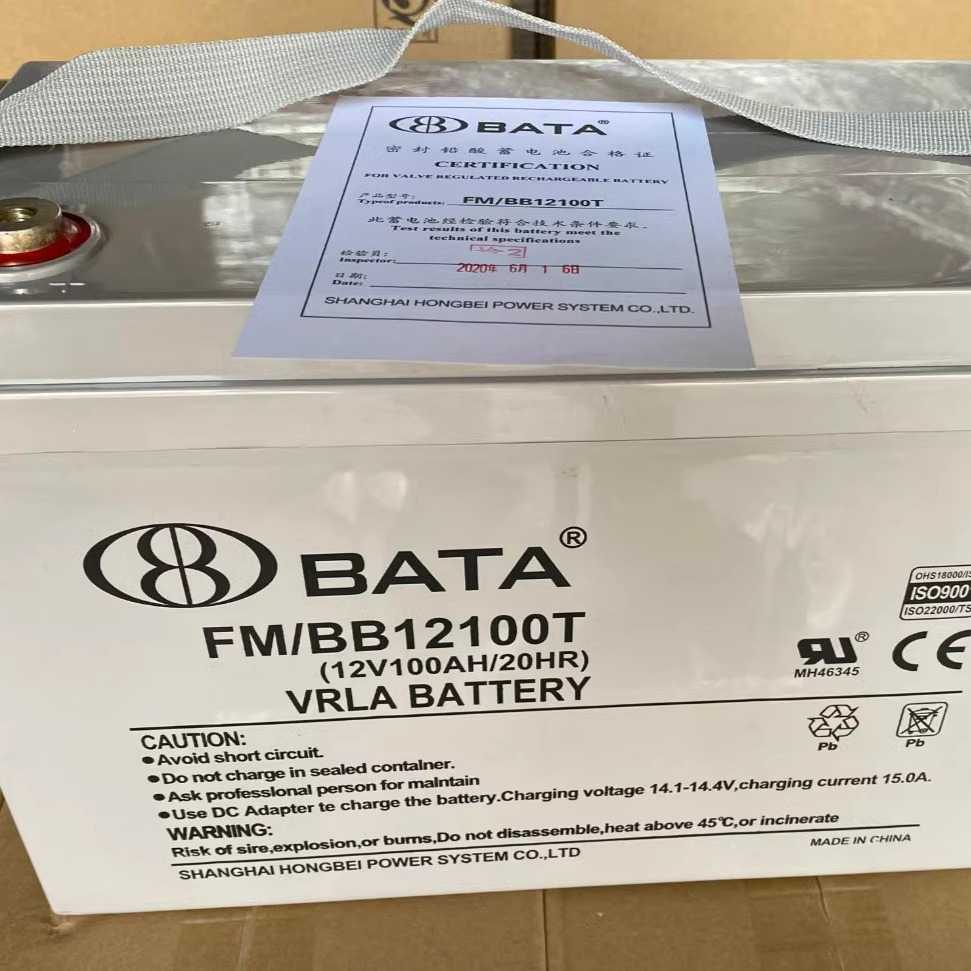 BATA®
密封铅酸蓄电池合格证
CERTIFICATION
FOR VALVE REGULATED RECHARGEABLE BATTERY
产品型号:
Typeof products: FM/BB12100T
此蓄电池经检验符合技术条件要求.
Test results of this battery meet the
technical specifications
检验员:
Inspector:
2020年 6月 1 6日
日期:
Date:
SHANGHAI HONGBEI POWER SYSTEM CO.,LTD.
BATA®
FM/BB12100T
(12V100AH/20HR)
VRLA BATTERY
OHS18000/IS
ISO9001
ISO22000/TS
MH46345
CE
Pb
Pb
CAUTION:
●Avoid short circuit.
●Do not charge in sealed container.
●Ask professional person for malntain
●Use DC Adapter te charge the battery.Charging voltage 14.1-14.4V,charging current 15.0A.
WARNING:
Risk of sire,explosion,or burns,Do not disassemble,heat above 45℃,or incinerate
SHANGHAI HONGBEI POWER SYSTEM CO.,LTD
MADE IN CHINA